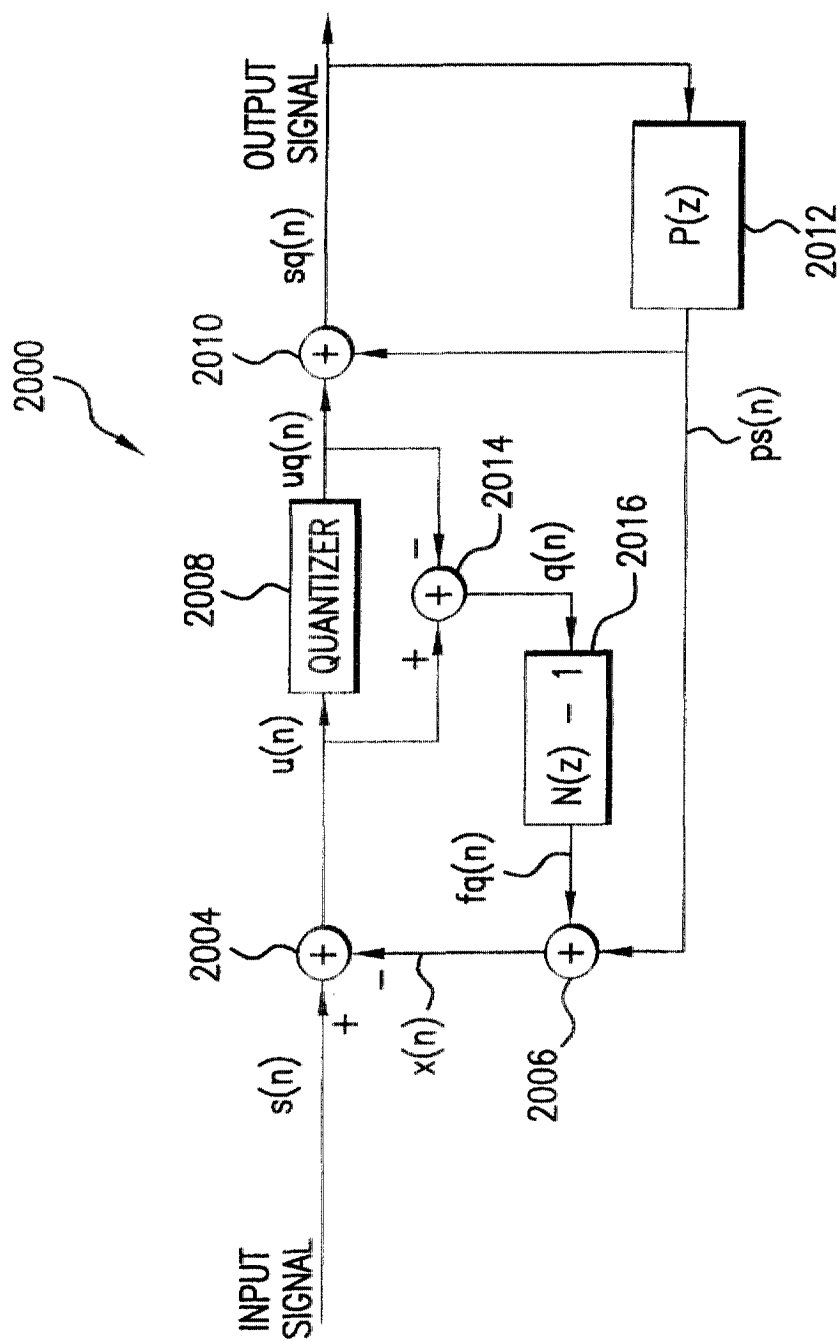 2000
INPUT
SIGNAL
s(n)
+
-
2004
+
u(n)
2008
QUANTIZER
uq(n)
2010
+
sq(n)
OUTPUT
SIGNAL
+
-
+
2014
q(n)
x(n)
fq(n)
N(z) - 1
2016
+
2006
ps(n)
P(z)
2012